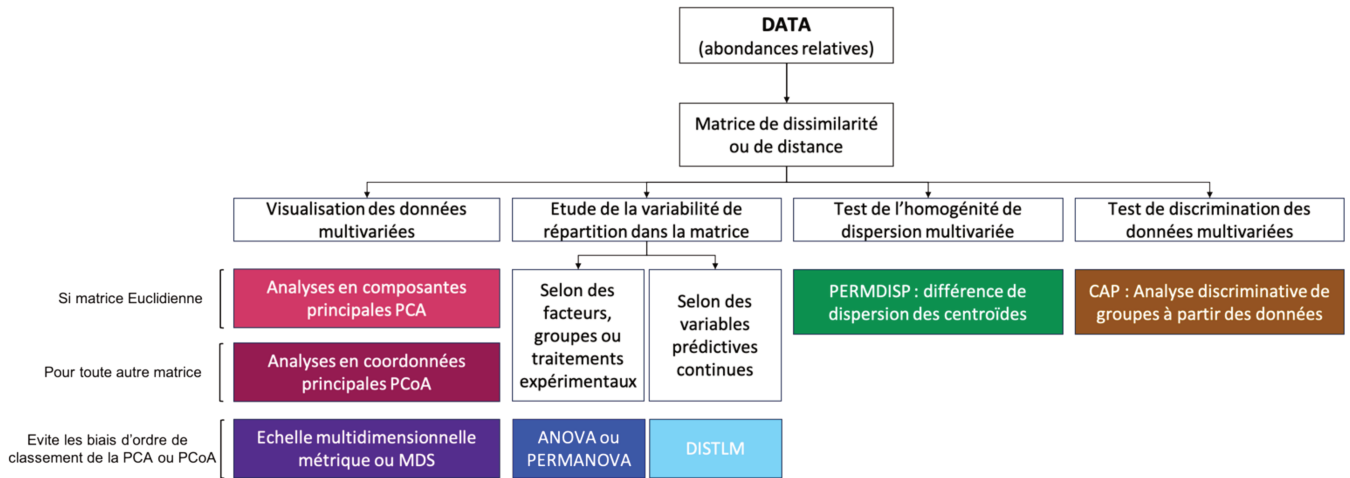 DATA
(abondances relatives)
Matrice de dissimilarité
ou de distance
Visualisation des données
multivariées
Etude de la variabilité de
répartition dans la matrice
Test de l'homogénité de
dispersion multivariée
Test de discrimination des
données multivariées
Si matrice Euclidienne
Analyses en composantes
principales PCA
Selon des
facteurs,
groupes ou
traitements
expérimentaux
Selon des
variables
prédictives
continues
PERMDISP : différence de
dispersion des centroïdes
CAP : Analyse discriminative de
groupes à partir des données
Pour toute autre matrice
Analyses en coordonnées
principales PCoA
Evite les biais d'ordre de
classement de la PCA ou PCoA
Echelle multidimensionnelle
métrique ou MDS
ANOVA ou
PERMANOVA
DISTLM